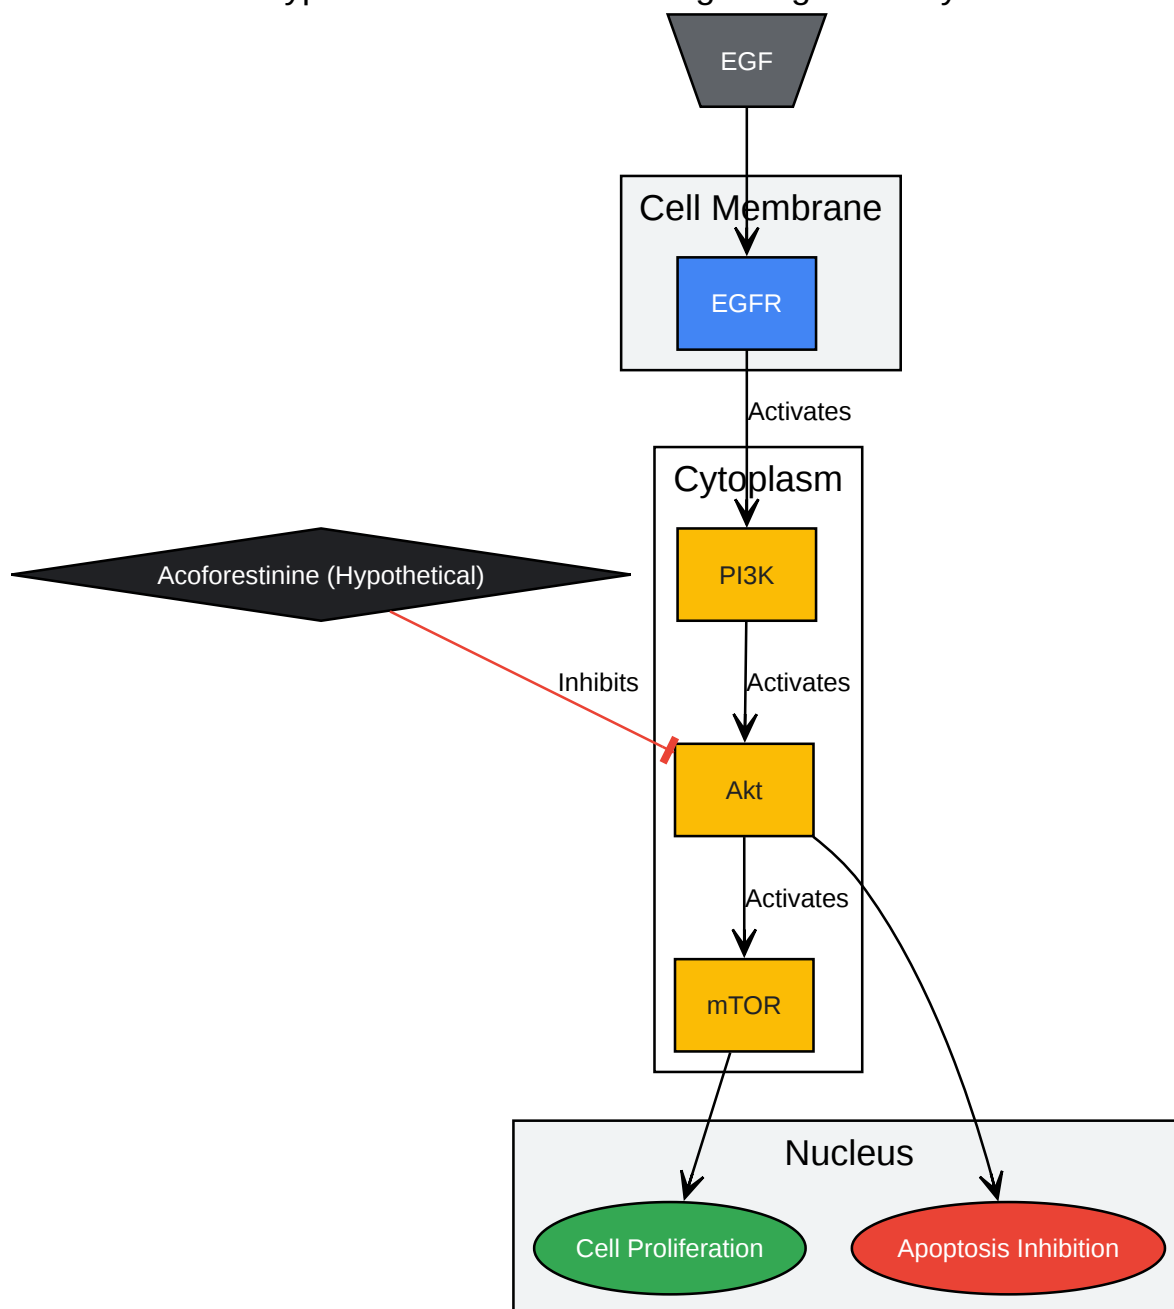 EGF
Cell Membrane
EGFR
Activates
Cytoplasm
Acoforestinine (Hypothetical)
PI3K
Inhibits
Activates
Akt
Activates
mTOR
Nucleus
Cell Proliferation
Apoptosis Inhibition